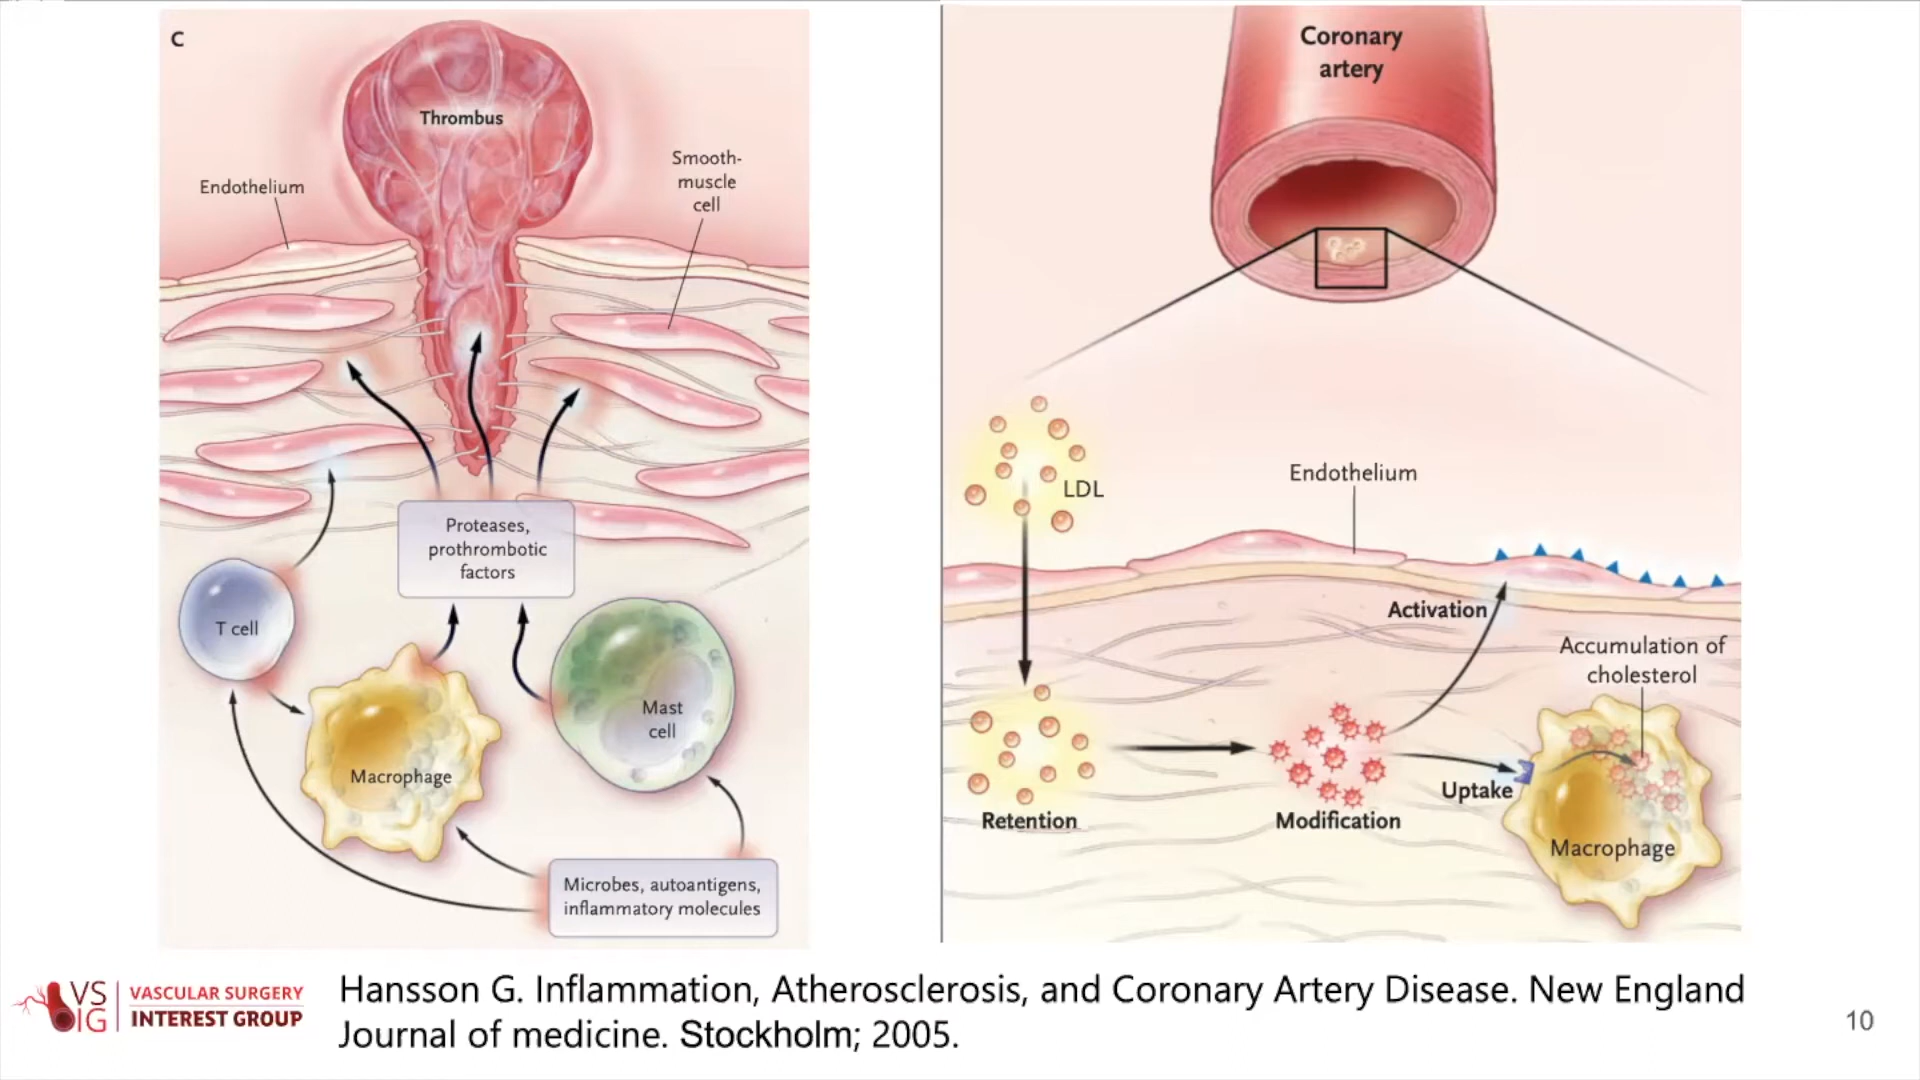 C
Thrombus
Endothelium
Smooth-
muscle
cell
Proteases,
prothrombotic
factors
T cell
Macrophage
Mast
cell
Microbes, autoantigens,
inflammatory molecules
Coronary
artery
LDL
Endothelium
Activation
Accumulation of
cholesterol
Uptake
Retention
Modification
Macrophage
VS
IG
VASCULAR SURGERY
INTEREST GROUP
Hansson G. Inflammation, Atherosclerosis, and Coronary Artery Disease. New England
Journal of medicine. Stockholm; 2005.
10